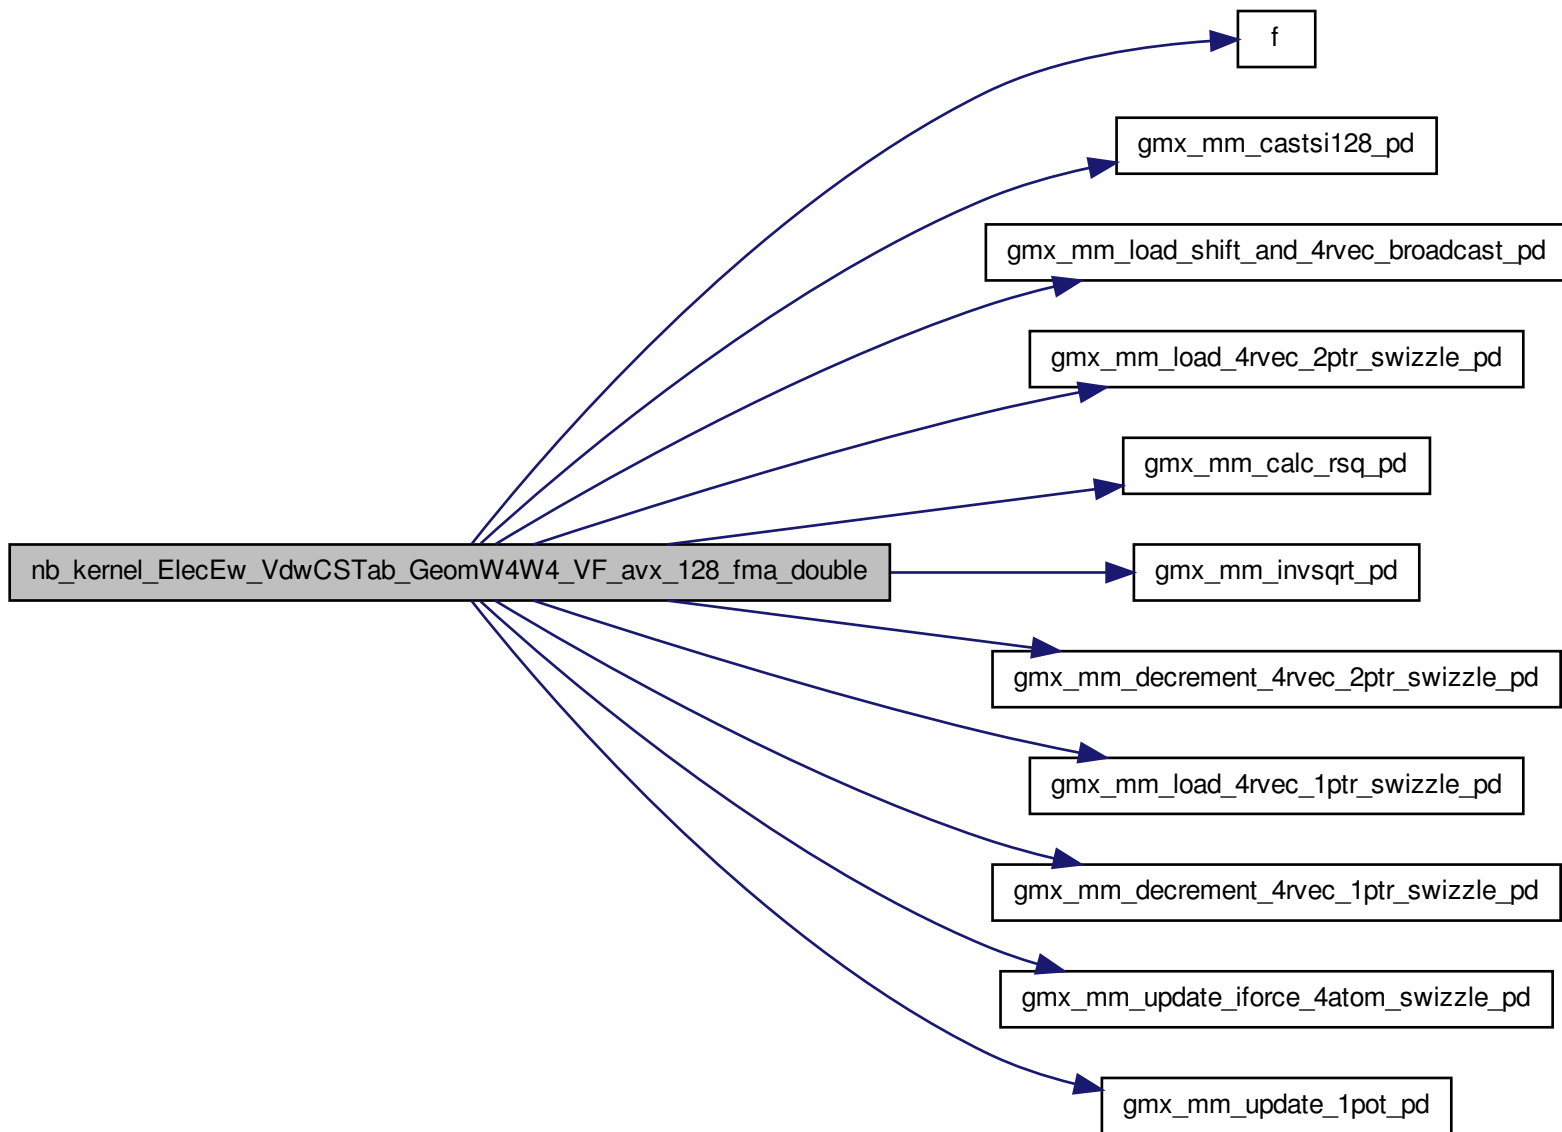 f
gmx_mm_castsi128_pd
gmx_mm_load_shift_and_4rvec_broadcast_pd
gmx_mm_load_4rvec_2ptr_swizzle_pd
gmx_mm_calc_rsq_pd
nb_kernel_ElecEw_VdwCSTab_GeomW4W4_VF_avx_128_fma_double
gmx_mm_invsqrt_pd
gmx_mm_decrement_4rvec_2ptr_swizzle_pd
gmx_mm_load_4rvec_1ptr_swizzle_pd
gmx_mm_decrement_4rvec_1ptr_swizzle_pd
gmx_mm_update_iforce_4atom_swizzle_pd
gmx_mm_update_1pot_pd